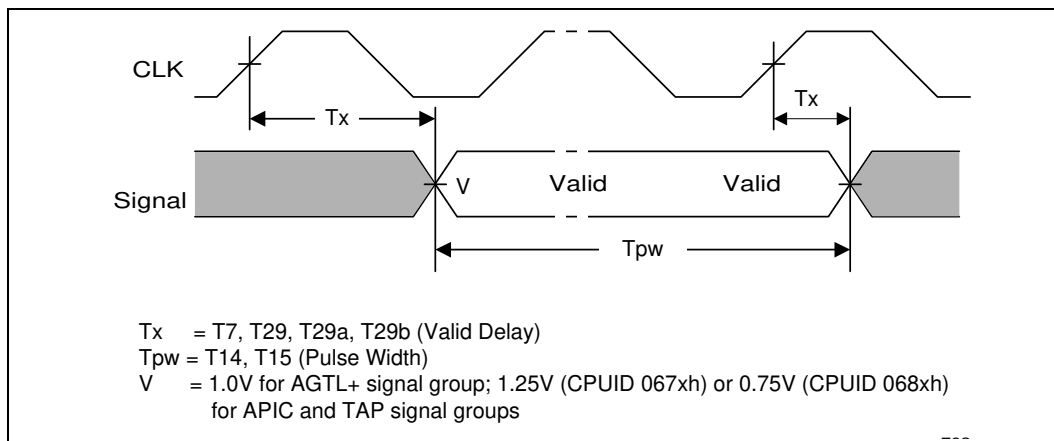 CLK
Tx
Tx
Signal
V
Valid
Valid
Tpw
Tx = T7, T29, T29a, T29b (Valid Delay)
Tpw = T14, T15 (Pulse Width)
V = 1.0V for AGTL+ signal group; 1.25V (CPUID 067xh) or 0.75V (CPUID 068xh)
for APIC and TAP signal groups